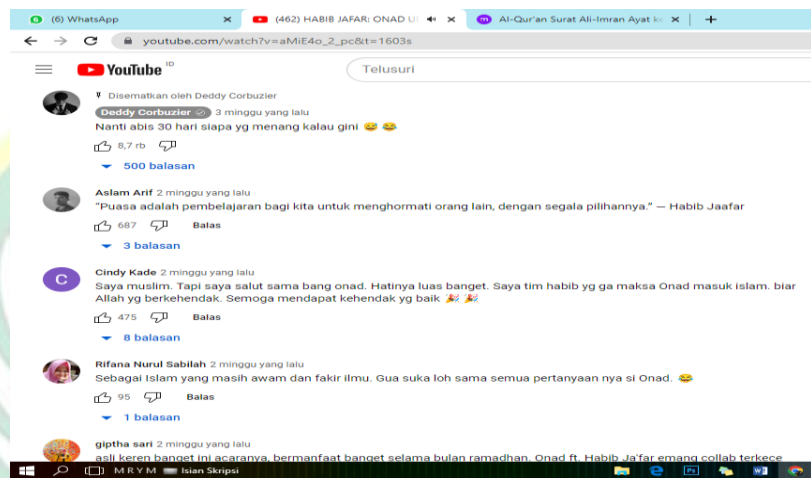 (6) WhatsApp
(462) HABIB JAFAR: ONAD U
Al-Qur'an Surat Ali-Imran Ayat k
youtube.com/watch?v=aMiE4o_2_pc&t=1603s
YouTube ID
Telusuri
Disematkan oleh Deddy Corbuzier
Deddy Corbuzier 3 minggu yang lalu
Nanti abis 30 hari siapa yg menang kalau gini 😅 😂
8,7 rb
500 balasan
Aslam Arif 2 minggu yang lalu
"Puasa adalah pembelajaran bagi kita untuk menghormati orang lain, dengan segala pilihannya." — Habib Jaafar
687 Balas
3 balasan
C
Cindy Kade 2 minggu yang lalu
Saya muslim. Tapi saya salut sama bang onad. Hatinya luas banget. Saya tim habib yg ga maksa Onad masuk islam. biar
Allah yg berkehendak. Semoga mendapat kehendak yg baik 🎉 🎉
475 Balas
8 balasan
Rifana Nurul Sabilah 2 minggu yang lalu
Sebagai Islam yang masih awam dan fakir ilmu. Gua suka loh sama semua pertanyaan nya si Onad. 😂
95 Balas
1 balasan
giptha sari 2 minggu yang lalu
asli keren banget ini acaranya, bermanfaat banget selama bulan ramadhan. Onad ft. Habib Ja'far emang collab terkece
M R Y M Isian Skripsi